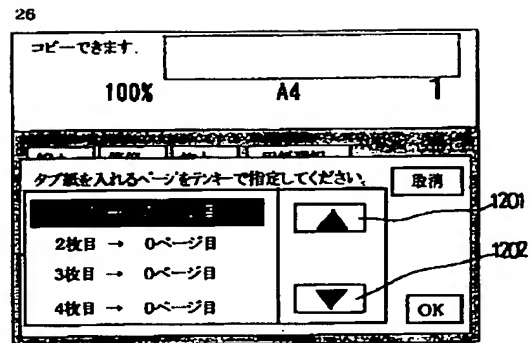 26
コピーできます.
100% A4 1
タブ紙を入れるページをテンキーで指定してください. 取消
1201
2枚目 → 0ページ目
1202
3枚目 → 0ページ目
4枚目 → 0ページ目
OK